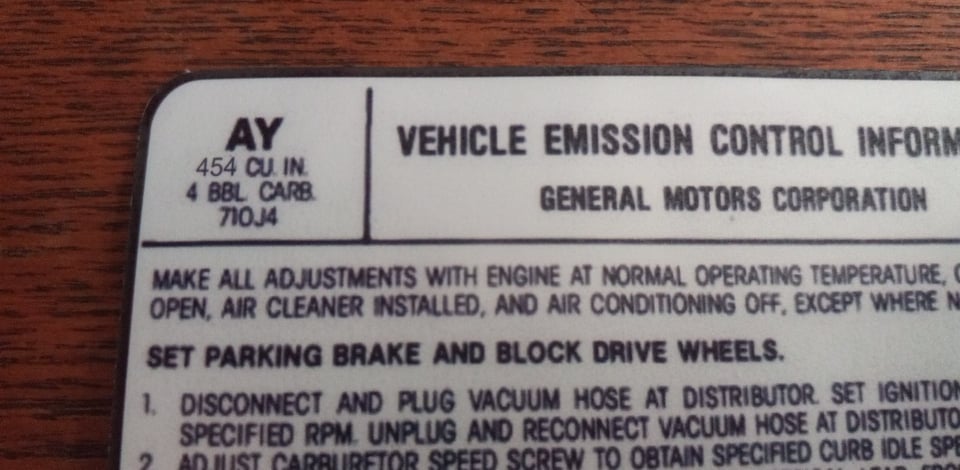 AY
454 CU. IN.
4 BBL. CARB.
710J4
VEHICLE EMISSION CONTROL INFORM
GENERAL MOTORS CORPORATION
MAKE ALL ADJUSTMENTS WITH ENGINE AT NORMAL OPERATING TEMPERATURE,
OPEN, AIR CLEANER INSTALLED, AND AIR CONDITIONING OFF, EXCEPT WHERE N
SET PARKING BRAKE AND BLOCK DRIVE WHEELS.
1. DISCONNECT AND PLUG VACUUM HOSE AT DISTRIBUTOR. SET IGNITION
SPECIFIED RPM. UNPLUG AND RECONNECT VACUUM HOSE AT DISTRIBUTO
2. ADJUST CARBURETOR SPEED SCREW TO OBTAIN SPECIFIED CURB IDLE SPE